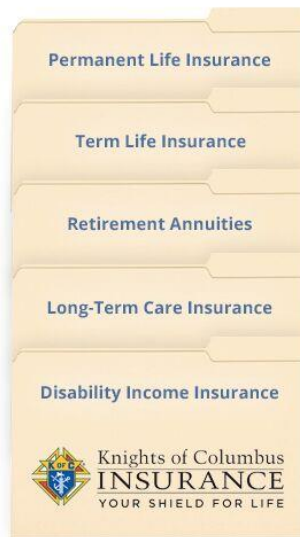 Permanent Life Insurance
Term Life Insurance
Retirement Annuities
Long-Term Care Insurance
Disability Income Insurance
K OF C
Knights of Columbus
INSURANCE
YOUR SHIELD FOR LIFE